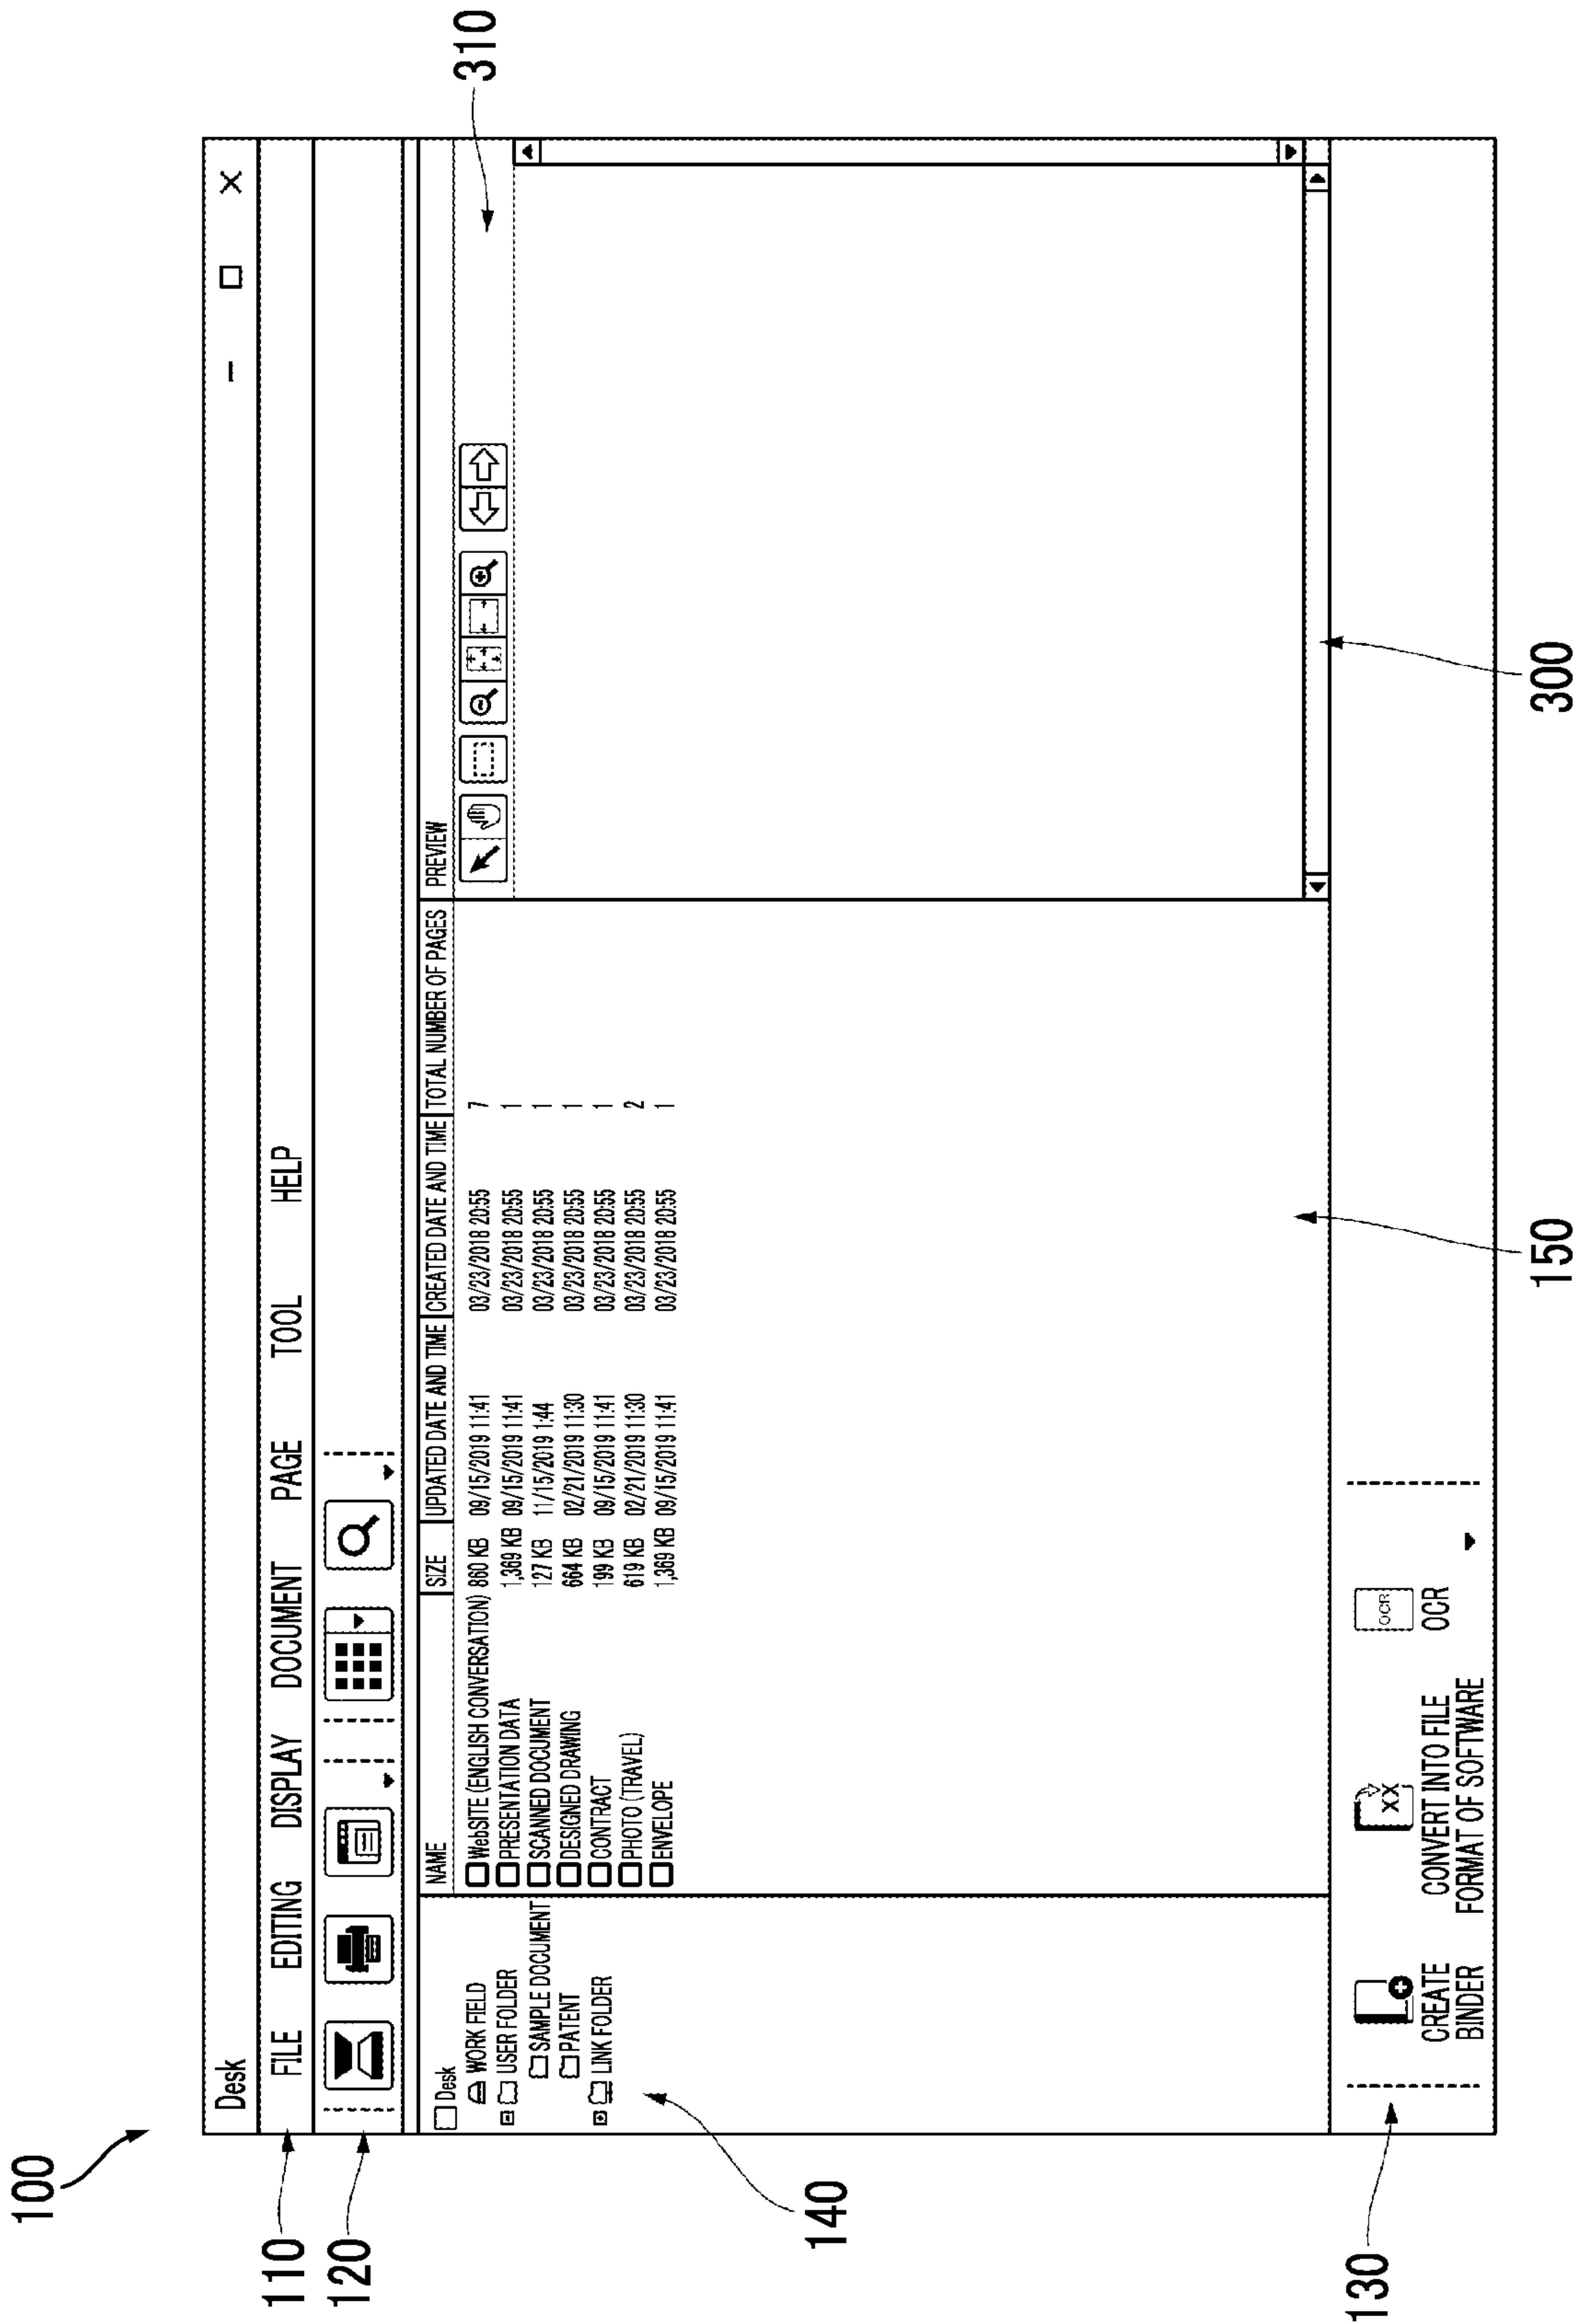 100
110
120
130
140
150
300
310
Desk
FILE EDITING DISPLAY DOCUMENT PAGE TOOL HELP
Desk
WORK FIELD
USER FOLDER
SAMPLE DOCUMENT
PATENT
LINK FOLDER
NAME SIZE UPDATED DATE AND TIME CREATED DATE AND TIME TOTAL NUMBER OF PAGES
WebSITE (ENGLISH CONVERSATION) 860 KB 09/15/2019 11:41 03/23/2018 20:55 7
PRESENTATION DATA 1,369 KB 09/15/2019 11:41 03/23/2018 20:55 1
SCANNED DOCUMENT 127 KB 11/15/2019 1:44 03/23/2018 20:55 1
DESIGNED DRAWING 664 KB 02/21/2019 11:30 03/23/2018 20:55 1
CONTRACT 199 KB 09/15/2019 11:41 03/23/2018 20:55 1
PHOTO (TRAVEL) 619 KB 02/21/2019 11:30 03/23/2018 20:55 2
ENVELOPE 1,369 KB 09/15/2019 11:41 03/23/2018 20:55 1
PREVIEW
CREATE
BINDER
XX
CONVERT INTO FILE
FORMAT OF SOFTWARE
OCR
OCR